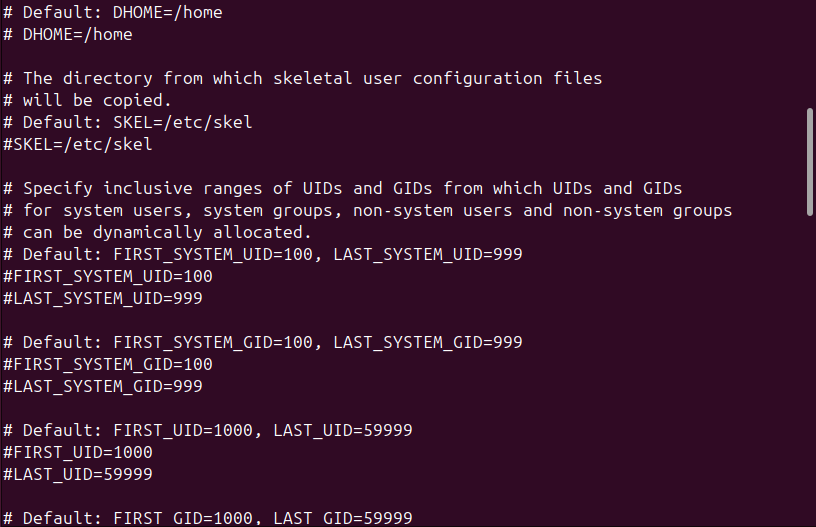 # Default: DHOME=/home
# DHOME=/home

# The directory from which skeletal user configuration files
# will be copied.
# Default: SKEL=/etc/skel
#SKEL=/etc/skel

# Specify inclusive ranges of UIDs and GIDs from which UIDs and GIDs
# for system users, system groups, non-system users and non-system groups
# can be dynamically allocated.
# Default: FIRST_SYSTEM_UID=100, LAST_SYSTEM_UID=999
#FIRST_SYSTEM_UID=100
#LAST_SYSTEM_UID=999

# Default: FIRST_SYSTEM_GID=100, LAST_SYSTEM_GID=999
#FIRST_SYSTEM_GID=100
#LAST_SYSTEM_GID=999

# Default: FIRST_UID=1000, LAST_UID=59999
#FIRST_UID=1000
#LAST_UID=59999

# Default: FIRST_GID=1000, LAST_GID=59999